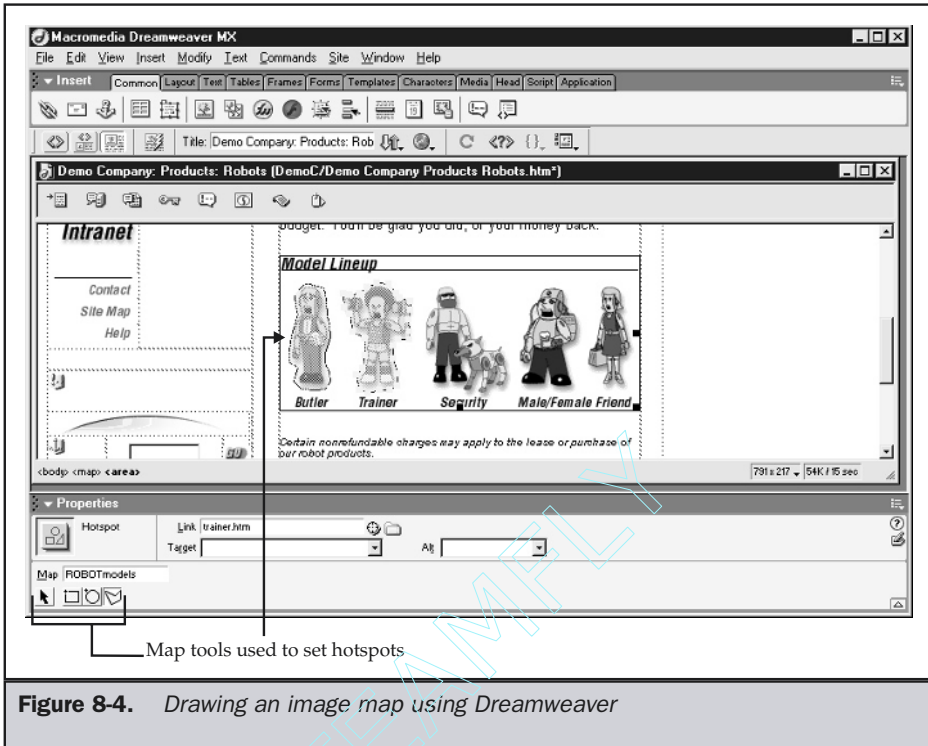 Macromedia Dreamweaver MX
File Edit View Insert Modify Text Commands Site Window Help
Insert Common Layout Text Tables Frames Forms Templates Characters Media Head Script Application
Title: Demo Company: Products: Rob
Demo Company: Products: Robots (DemoC/Demo Company Products Robots.htm*)
Intranet
budget. You'll be glad you did, or your money back.
Model Lineup
Contact
Site Map
Help
Butler Trainer Security Male/Female Friend
Certain nonrefundable charges may apply to the lease or purchase of
our robot products.
<body> <map> <area>
791 x 217 54K / 15 sec
Properties
Hotspot
Link trainer.htm
Target
Alt
Map ROBOTmodels
Map tools used to set hotspots
Figure 8-4. Drawing an image map using Dreamweaver